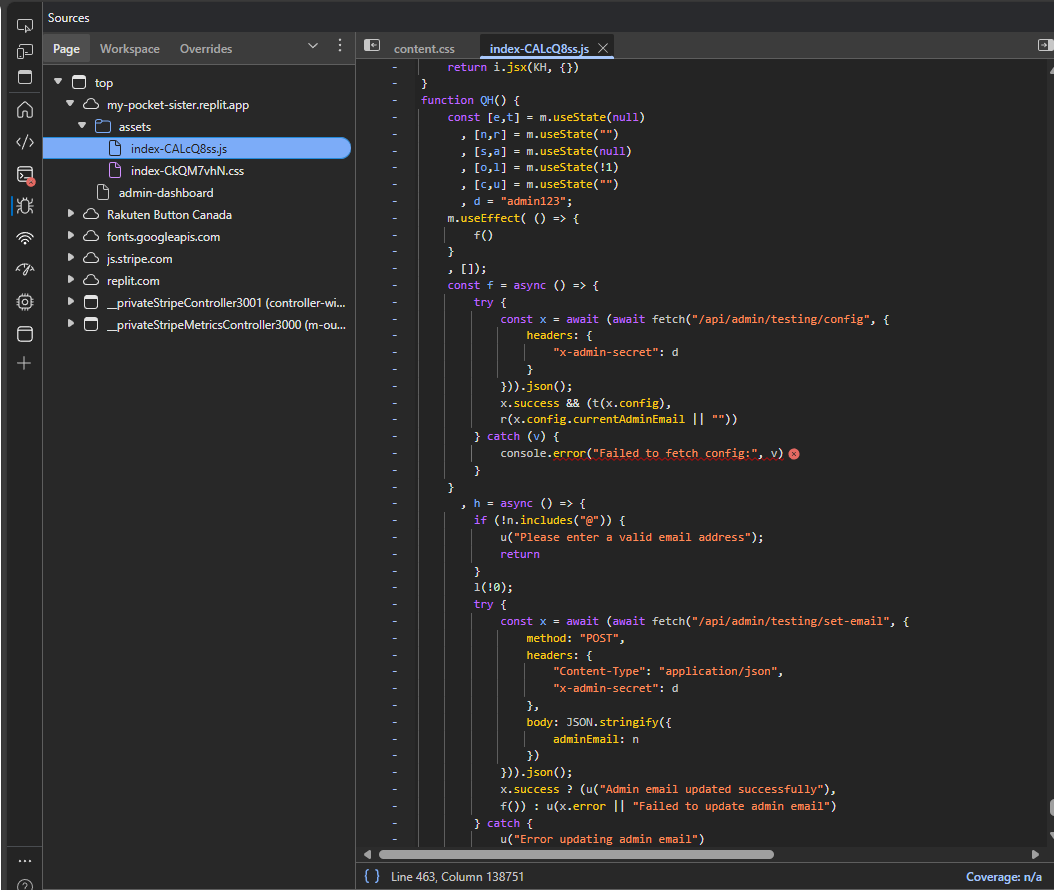 Sources
Page Workspace Overrides
content.css index-CALcQ8ss.js
top
my-pocket-sister.replit.app
assets
index-CALcQ8ss.js
index-CkQM7vhN.css
admin-dashboard
Rakuten Button Canada
fonts.googleapis.com
js.stripe.com
replit.com
__privateStripeController3001 (controller-wi...
__privateStripeMetricsController3000 (m-ou...
- return i.jsx(KH, {})
- }
- function QH() {
- const [e,t] = m.useState(null)
- , [n,r] = m.useState("")
- , [s,a] = m.useState(null)
- , [o,l] = m.useState(!1)
- , [c,u] = m.useState("")
- , d = "admin123";
- m.useEffect( () => {
- f()
- }
- , []);
- const f = async () => {
- try {
- const x = await (await fetch("/api/admin/testing/config", {
- headers: {
- "x-admin-secret": d
- }
- })).json();
- x.success && (t(x.config),
- r(x.config.currentAdminEmail || ""))
- } catch (v) {
- console.error("Failed to fetch config:", v)
- }
- }
- , h = async () => {
- if (!n.includes("@")) {
- u("Please enter a valid email address");
- return
- }
- l(!0);
- try {
- const x = await (await fetch("/api/admin/testing/set-email", {
- method: "POST",
- headers: {
- "Content-Type": "application/json",
- "x-admin-secret": d
- },
- body: JSON.stringify({
- adminEmail: n
- })
- })).json();
- x.success ? (u("Admin email updated successfully"),
- f()) : u(x.error || "Failed to update admin email")
- } catch {
- u("Error updating admin email")
{ } Line 463, Column 138751 Coverage: n/a